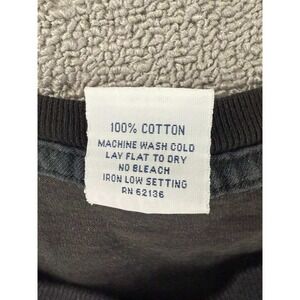 100% COTTON
MACHINE WASH COLD
LAY FLAT TO DRY
NO BLEACH
IRON LOW SETTING
RN 62136